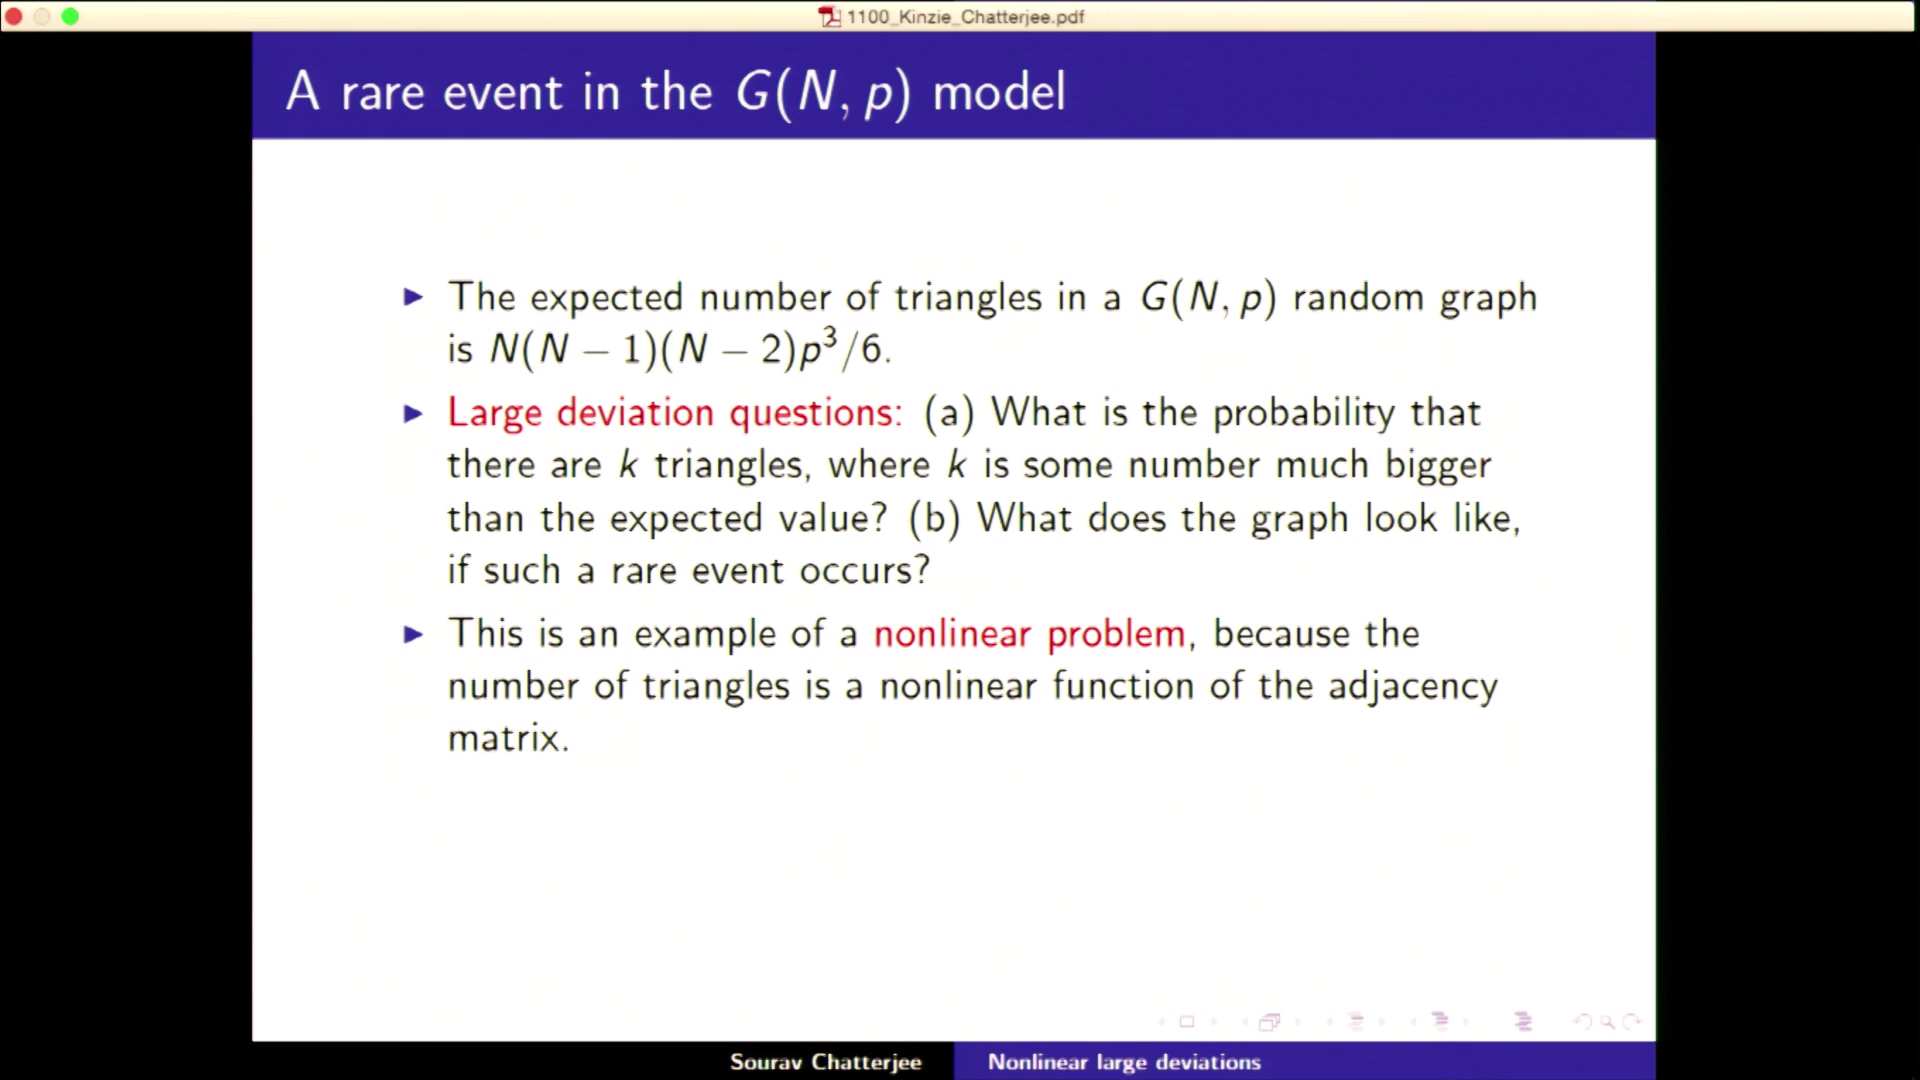 1100_Kinzie_Chatterjee.pdf
A rare event in the G(N, p) model
▶ The expected number of triangles in a G(N, p) random graph
is N(N − 1)(N − 2)p³/6.
▶ Large deviation questions: (a) What is the probability that
there are k triangles, where k is some number much bigger
than the expected value? (b) What does the graph look like,
if such a rare event occurs?
▶ This is an example of a nonlinear problem, because the
number of triangles is a nonlinear function of the adjacency
matrix.
Sourav Chatterjee Nonlinear large deviations